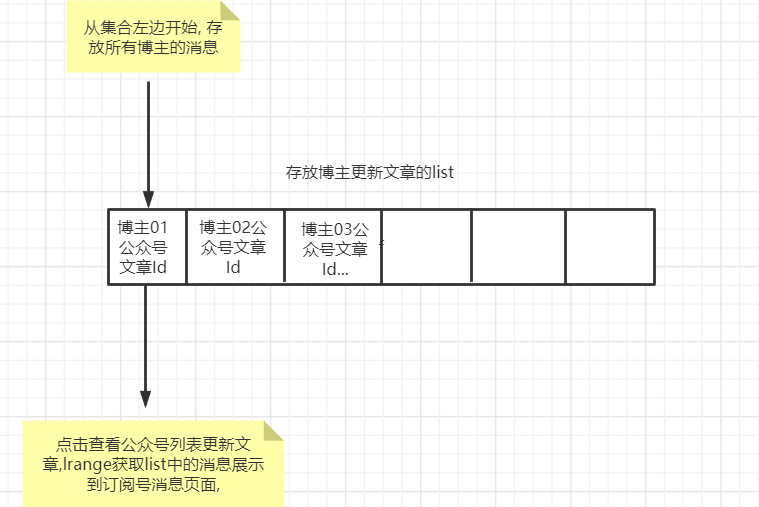 从集合左边开始, 存
放所有博主的消息
存放博主更新文章的list
博主01
公众号
文章Id
博主02公
众号文章
Id
博主03公
众号文章
Id...
点击查看公众号列表更新文
章,lrange获取list中的消息展示
到订阅号消息页面,